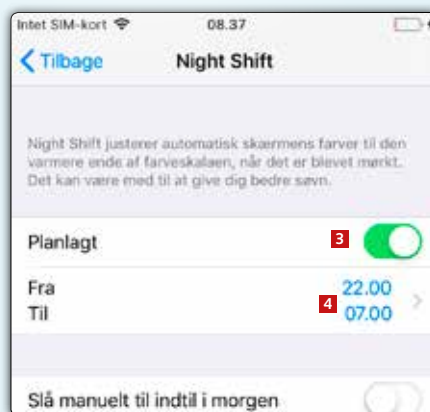 Intet SIM-kort 08.37
Tilbage Night Shift
Night Shift justerer automatisk skærmens farver til den
varmere ende af farveskalaen, når det er blevet mørkt.
Det kan være med til at give dig bedre søvn.
Planlagt 3
Fra 22.00
Til 4 07.00
Slå manuelt til indtil i morgen